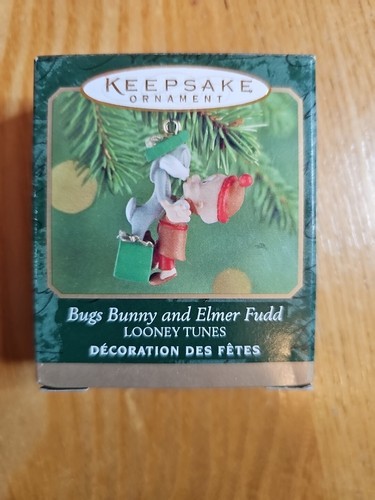 KEEPSAKE
ORNAMENT
Bugs Bunny and Elmer Fudd
LOONEY TUNES
DÉCORATION DES FÊTES